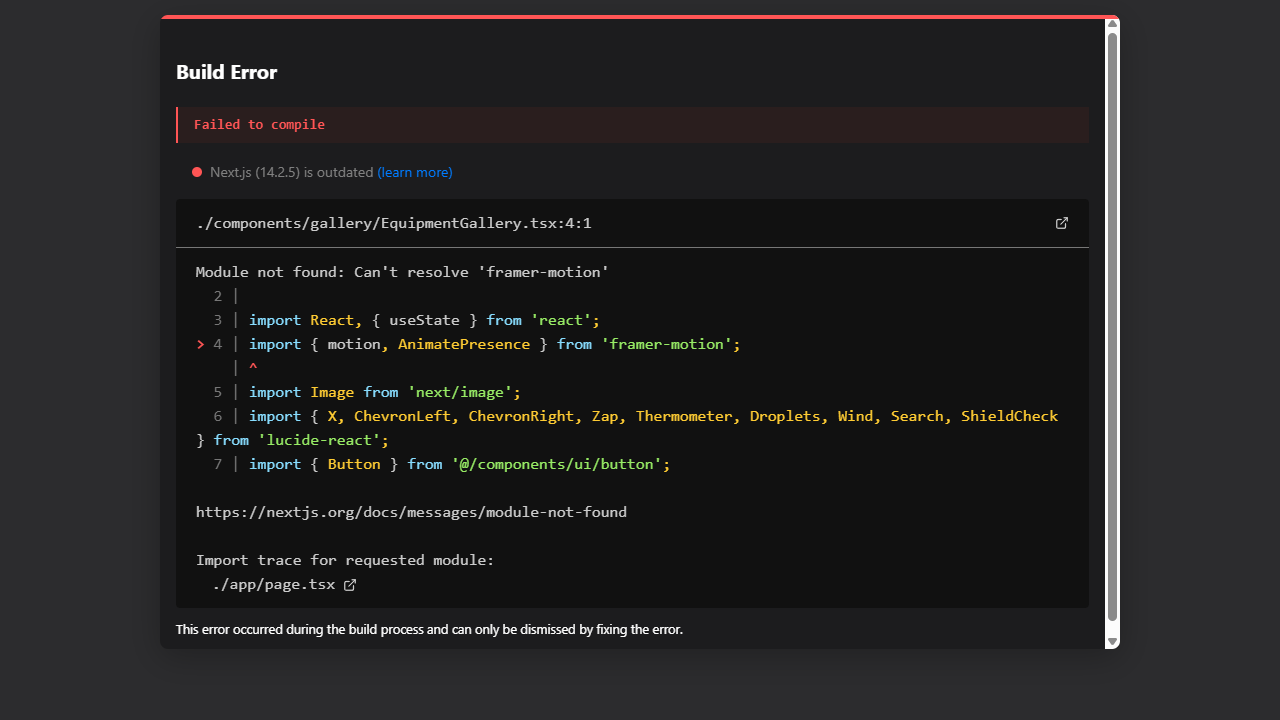 Build Error
Failed to compile
Next.js (14.2.5) is outdated (learn more)
./components/gallery/EquipmentGallery.tsx:4:1
Module not found: Can't resolve 'framer-motion'
2 |
3 | import React, { useState } from 'react';
> 4 | import { motion, AnimatePresence } from 'framer-motion';
| ^
5 | import Image from 'next/image';
6 | import { X, ChevronLeft, ChevronRight, Zap, Thermometer, Droplets, Wind, Search, ShieldCheck
} from 'lucide-react';
7 | import { Button } from '@/components/ui/button';
https://nextjs.org/docs/messages/module-not-found
Import trace for requested module:
./app/page.tsx
This error occurred during the build process and can only be dismissed by fixing the error.